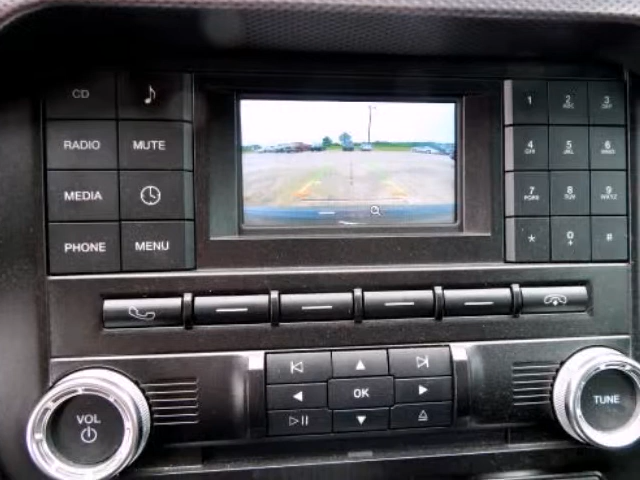 CD
RADIO MUTE
MEDIA
PHONE MENU
1 2 ABC 3 DEF
4 GHI 5 JKL 6 MNO
7 PQRS 8 TUV 9 WXYZ
* 0 + #
OK
VOL
TUNE